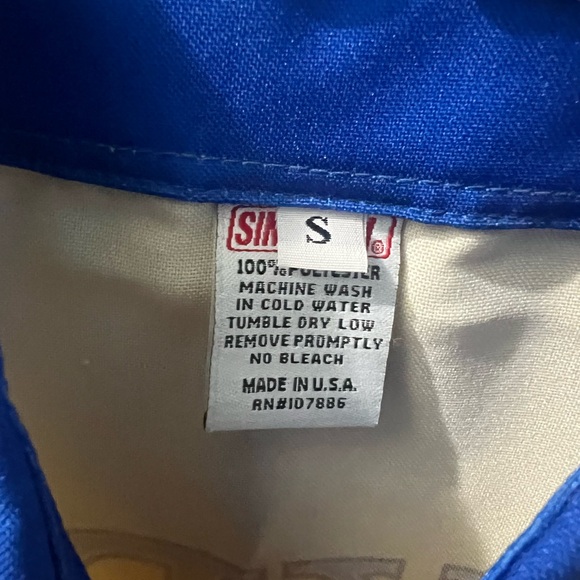 S
100% POLYESTER
MACHINE WASH
IN COLD WATER
TUMBLE DRY LOW
REMOVE PROMPTLY
NO BLEACH
MADE IN U.S.A.
RN#107886